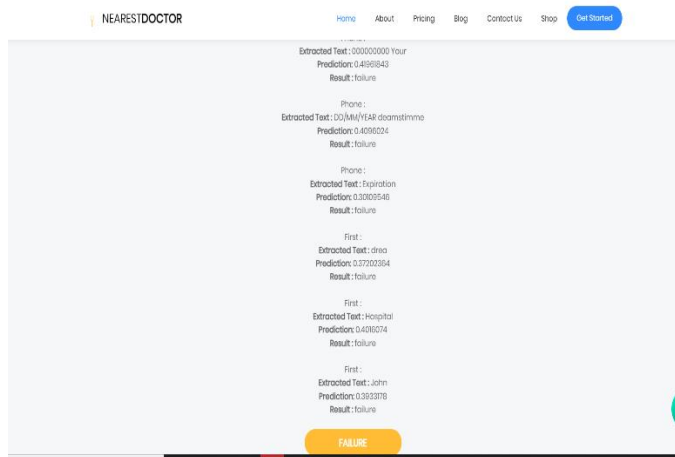 NEARESTDOCTOR
Home About Pricing Blog Contact Us Shop Get Started
Extracted Text : 000000000 Your
Prediction: 0.41961843
Result : failure
Phone :
Extracted Text : DD/MM/YEAR deamstimme
Prediction: 0.4096024
Result : failure
Phone :
Extracted Text : Expiration
Prediction: 0.30109546
Result : failure
First :
Extracted Text : drea
Prediction: 0.37202364
Result : failure
First :
Extracted Text : Hospital
Prediction: 0.4016074
Result : failure
First :
Extracted Text : John
Prediction: 0.3933178
Result : failure
FAILURE